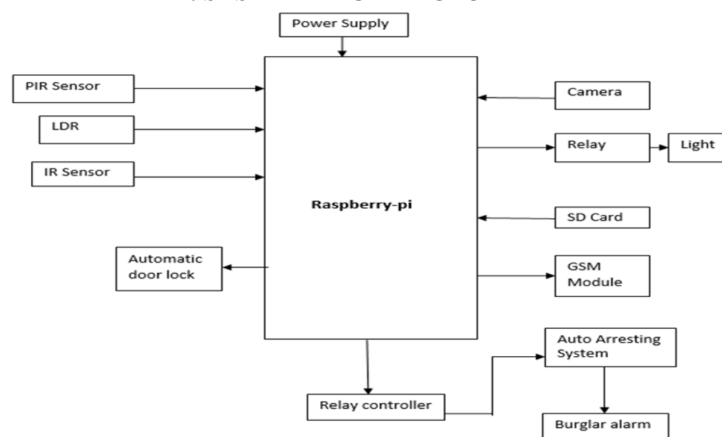 Power Supply
PIR Sensor
LDR
IR Sensor
Automatic
door lock
Raspberry-pi
Camera
Relay
Light
SD Card
GSM
Module
Auto Arresting
System
Relay controller
Burglar alarm